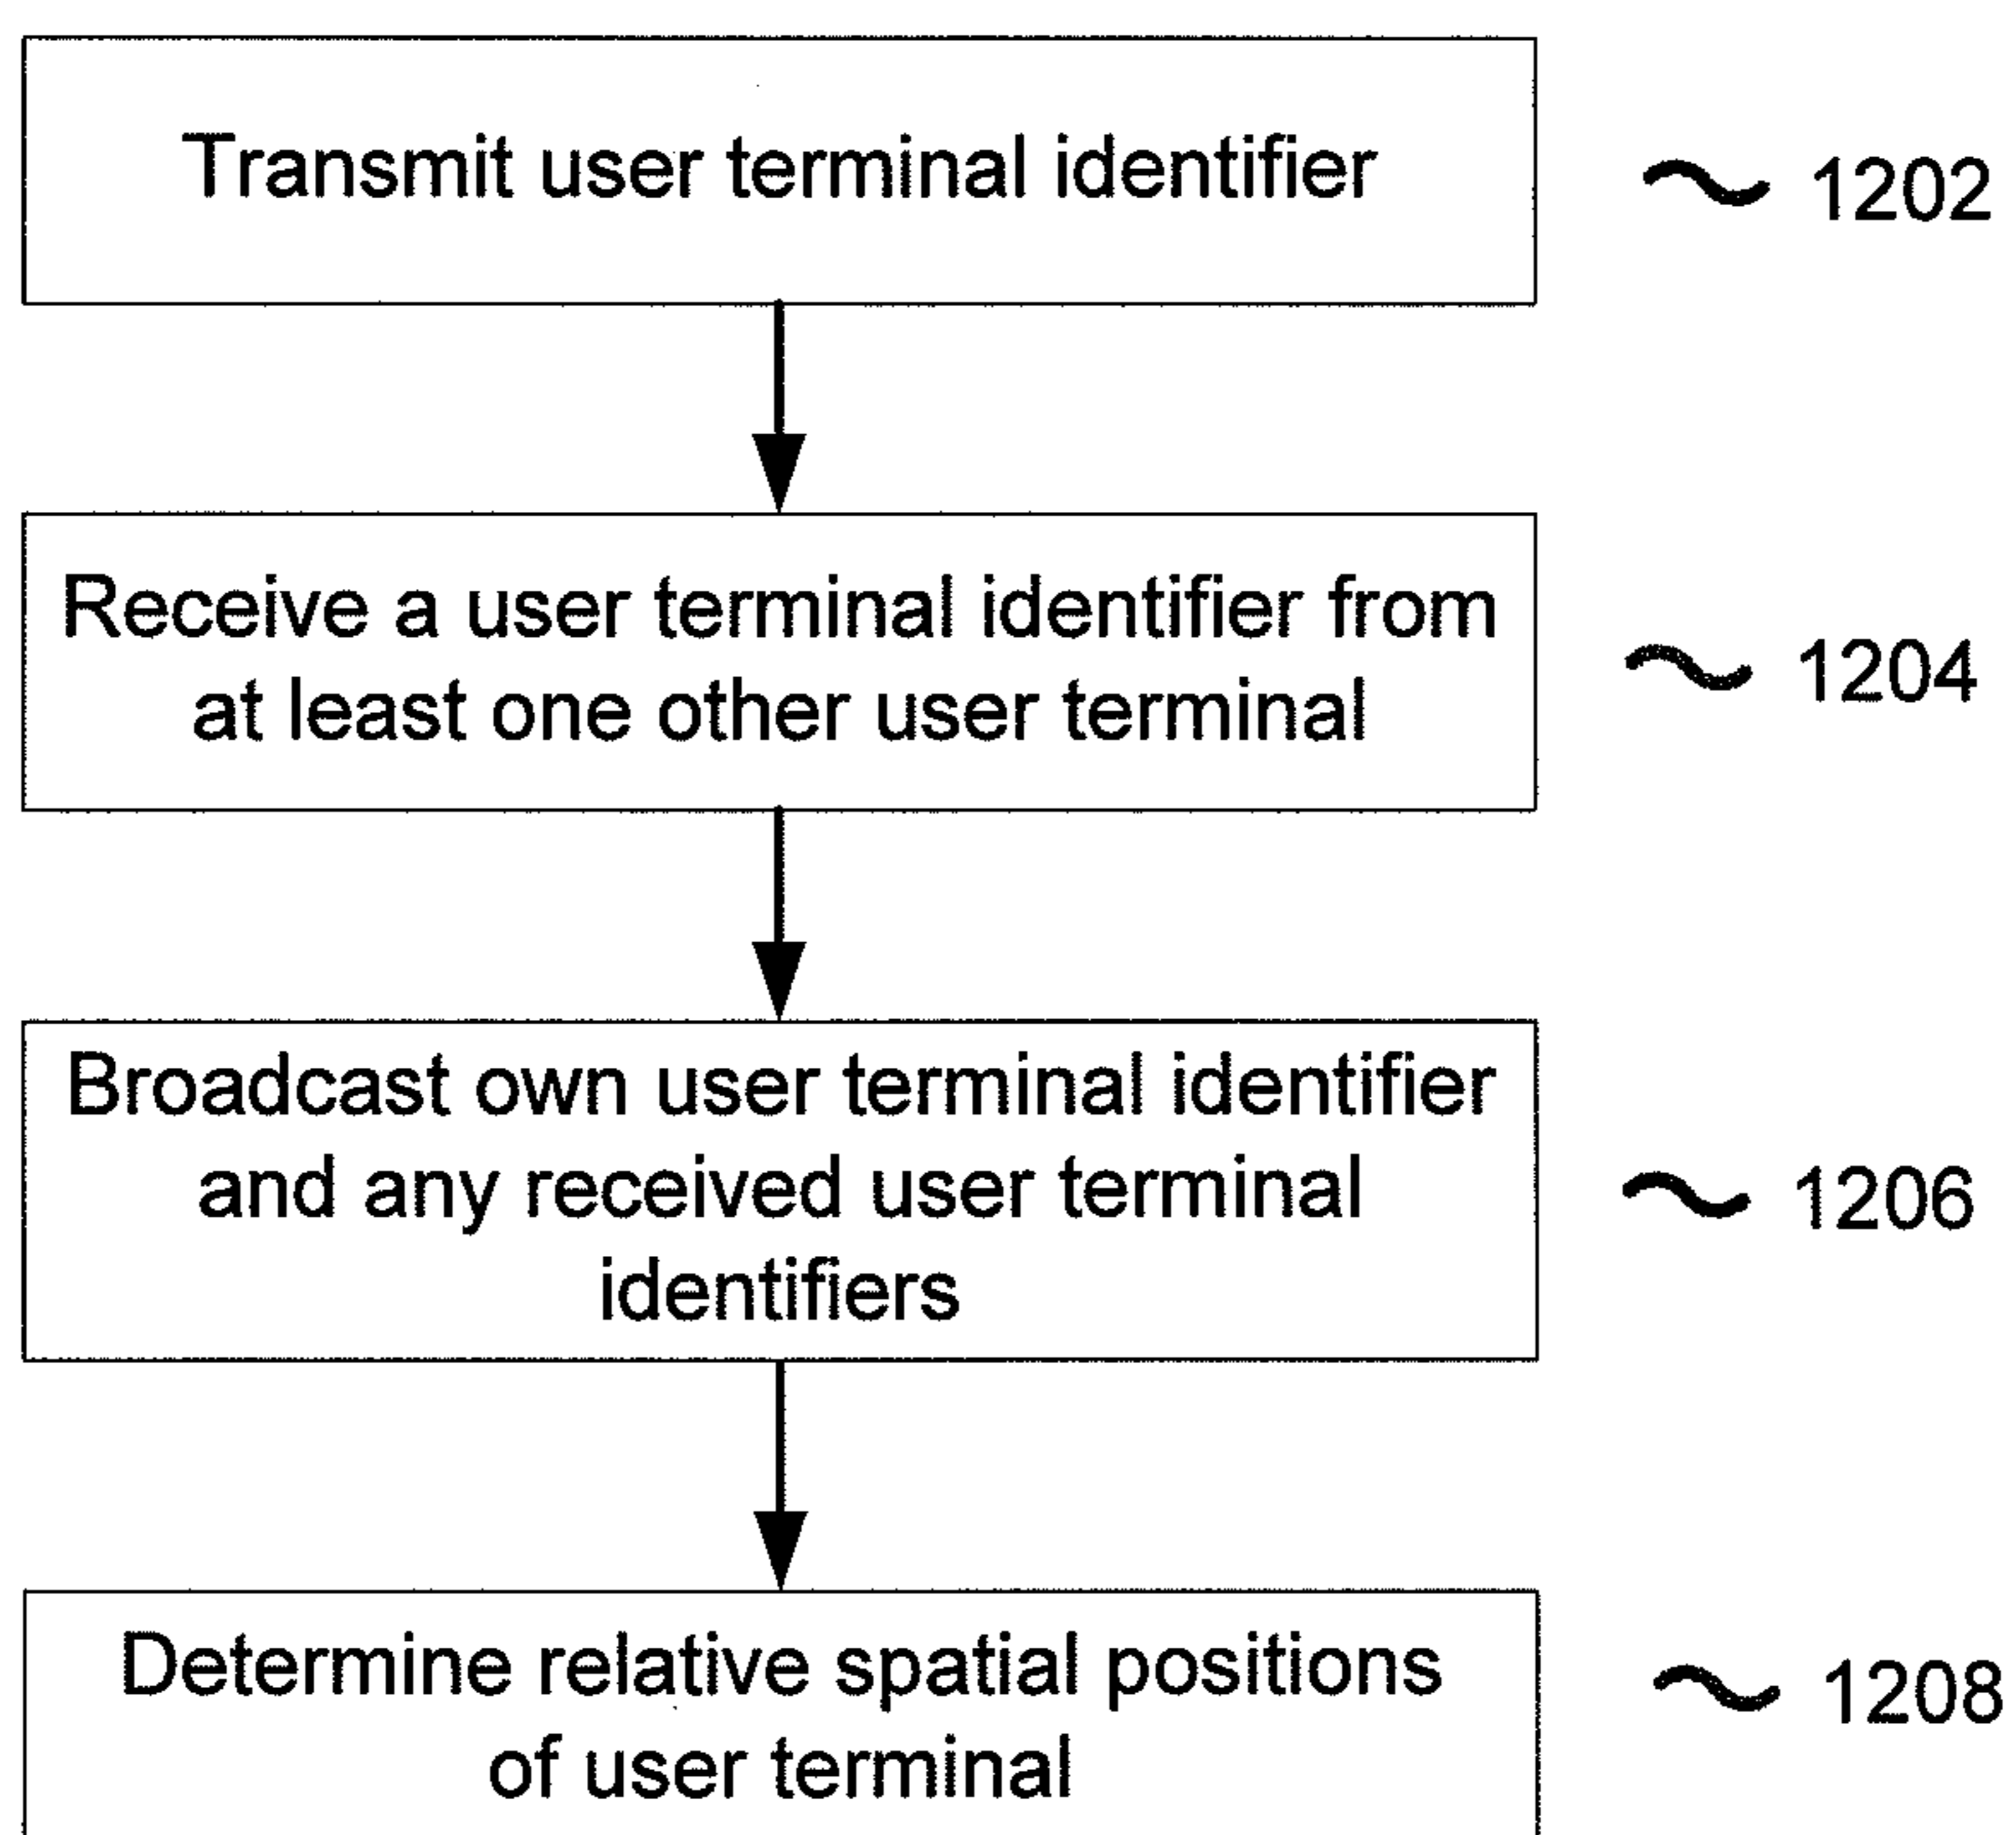 Transmit user terminal identifier
~ 1202
Receive a user terminal identifier from
at least one other user terminal
~ 1204
Broadcast own user terminal identifier
and any received user terminal
identifiers
~ 1206
Determine relative spatial positions
of user terminal
~ 1208